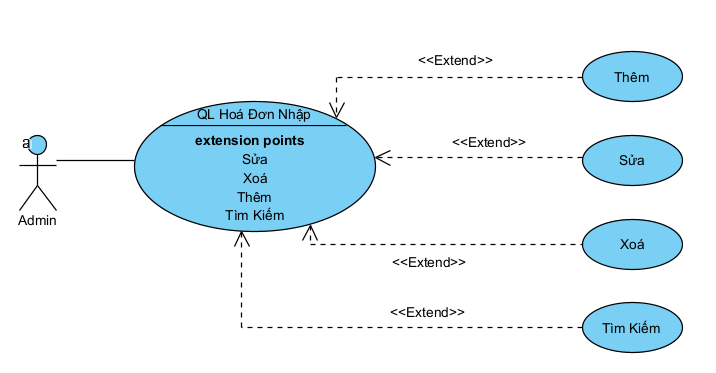 <<Extend>>
Thêm
QL Hoá Đơn Nhập
extension points
Sửa
Xoá
Thêm
Tìm Kiếm
a
Admin
<<Extend>>
Sửa
<<Extend>>
Xoá
<<Extend>>
Tìm Kiếm